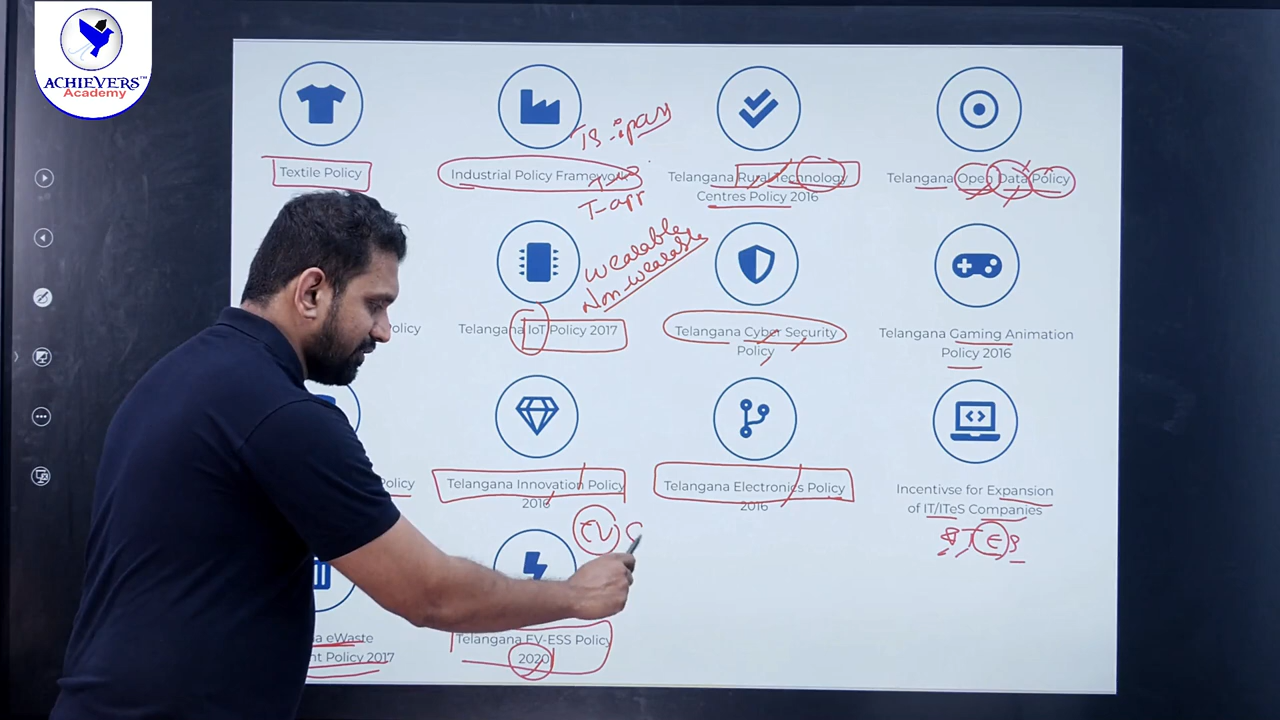 ACHIEVERS™
Academy
Textile Policy
Industrial Policy Framework
TS-ipass
T-app
Telangana Rural Technology
Centres Policy 2016
Telangana Open Data Policy
olicy
Telangana IoT Policy 2017
Wearable
Non-wearable
Telangana Cyber Security
Policy
Telangana Gaming Animation
Policy 2016
Policy
Telangana Innovation Policy
2016
Telangana Electronics Policy
2016
Incentivse for Expansion
of IT/ITeS Companies
EV
a eWaste
nt Policy 2017
Telangana EV-ESS Policy
2020